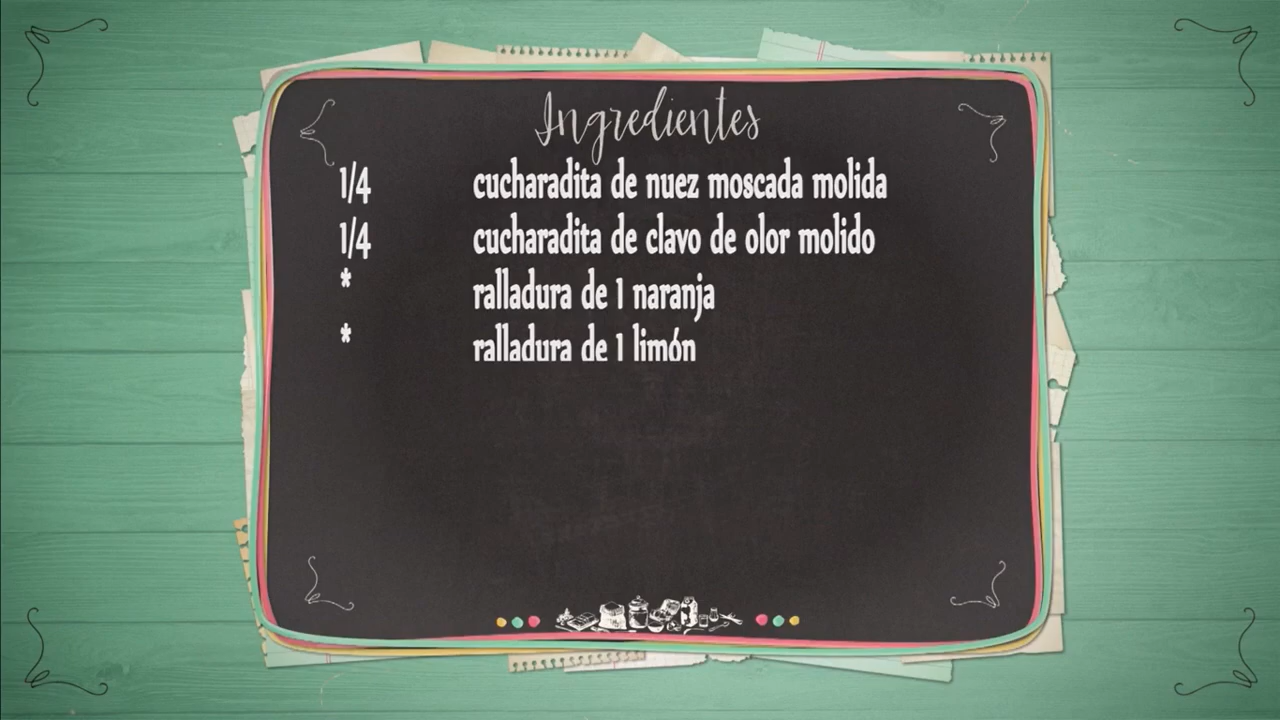 Ingredientes
1/4 cucharadita de nuez moscada molida
1/4 cucharadita de clavo de olor molido
* ralladura de 1 naranja
* ralladura de 1 limón